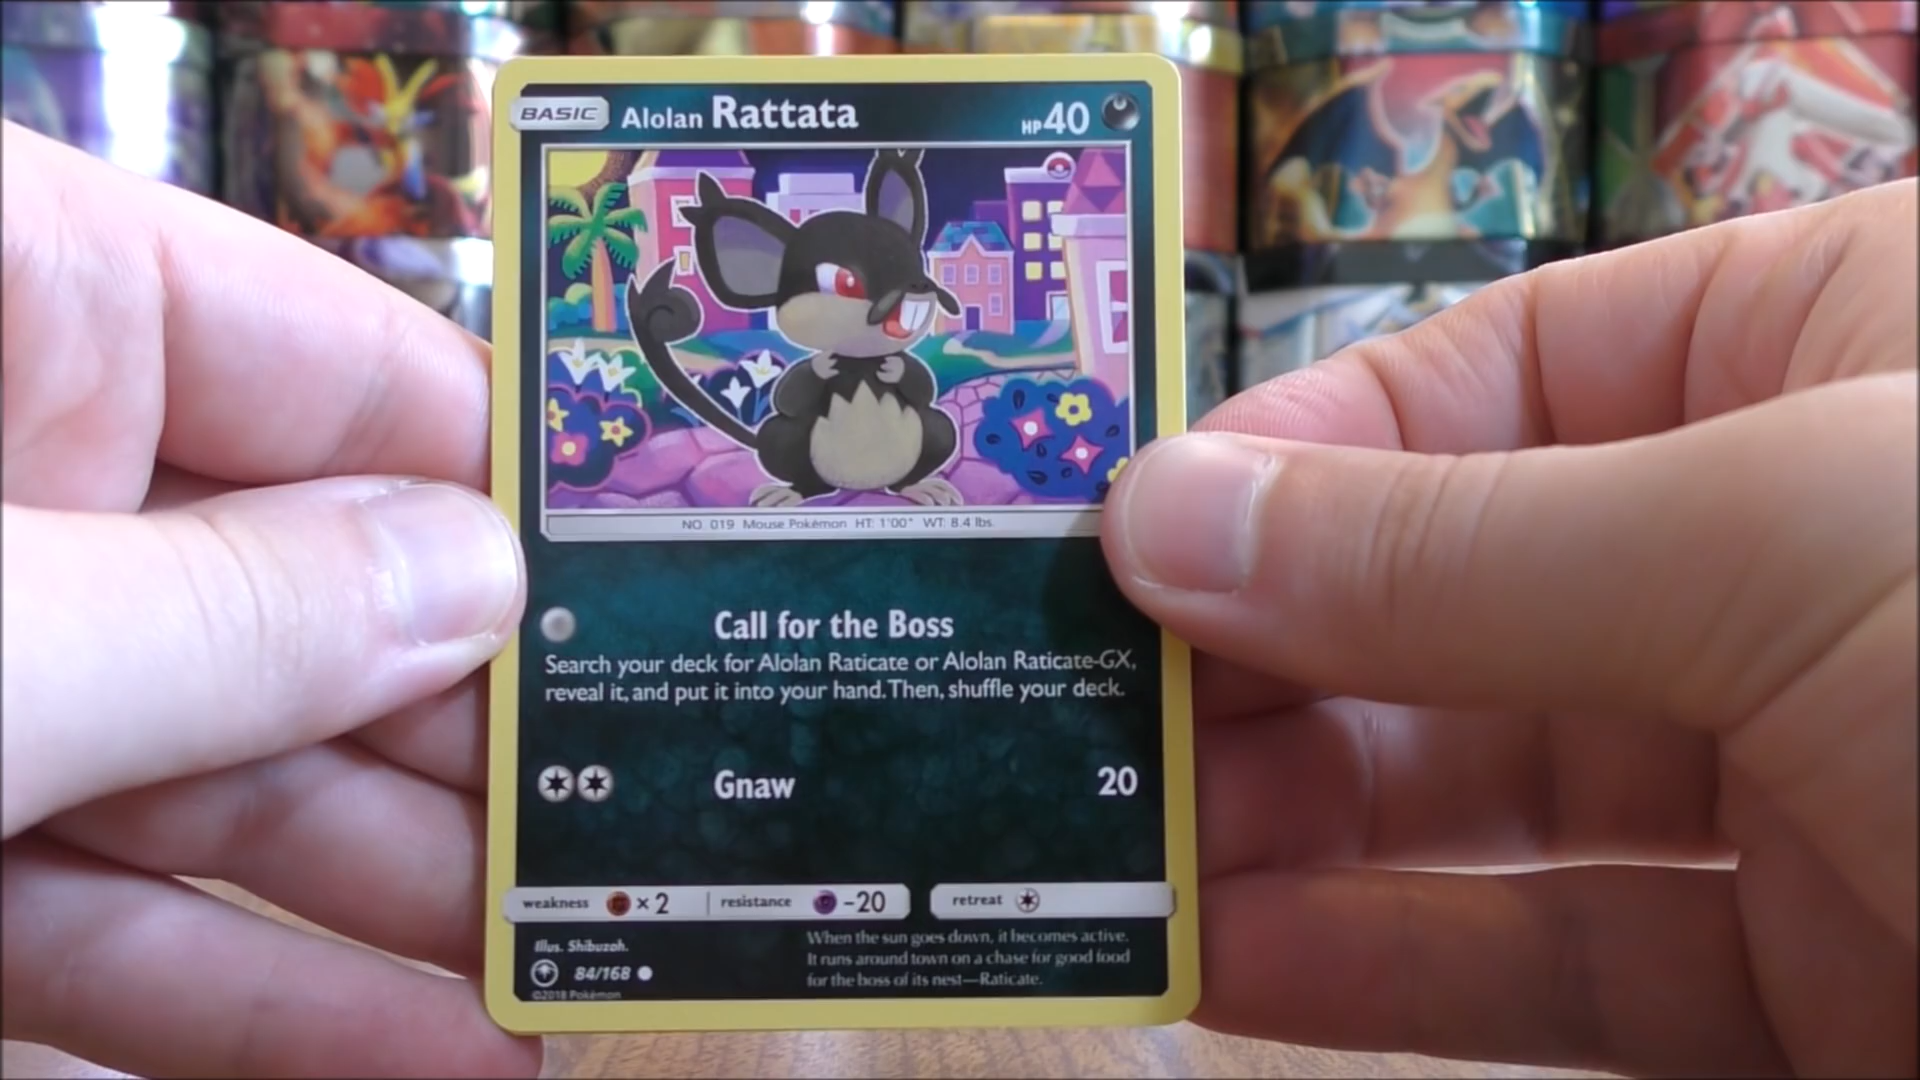 BASIC Alolan Rattata HP 40
NO. 019 Mouse Pokémon HT: 1'00" WT: 8.4 lbs.
Call for the Boss
Search your deck for Alolan Raticate or Alolan Raticate-GX,
reveal it, and put it into your hand. Then, shuffle your deck.
Gnaw 20
weakness ×2 resistance -20 retreat
Illus. Shibuzoh.
84/168
©2018 Pokémon
When the sun goes down, it becomes active.
It runs around town on a chase for good food
for the boss of its nest—Raticate.